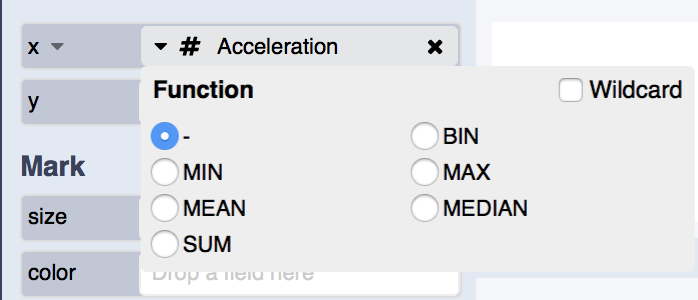 x # Acceleration ×
y
Function Wildcard
- BIN
MIN MAX
Mark
MEAN MEDIAN
size
SUM
color Drop a field here